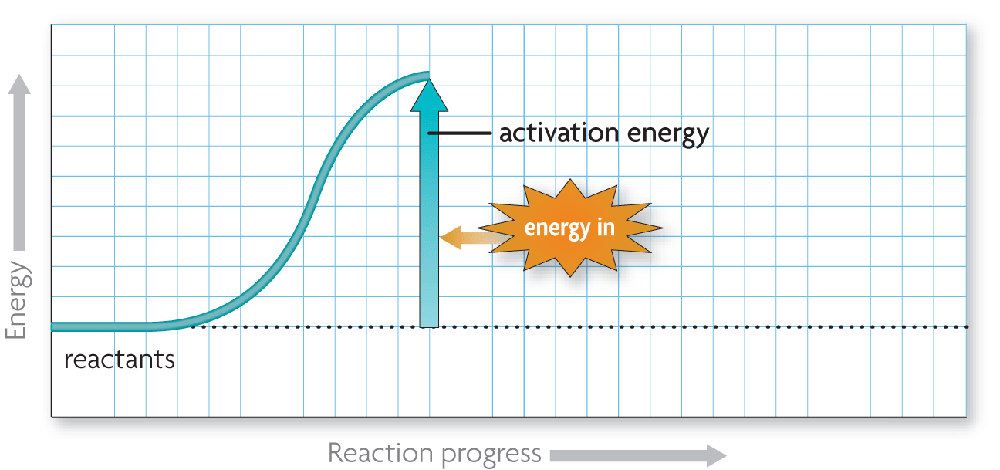 activation energy
energy in
Energy
reactants
Reaction progress